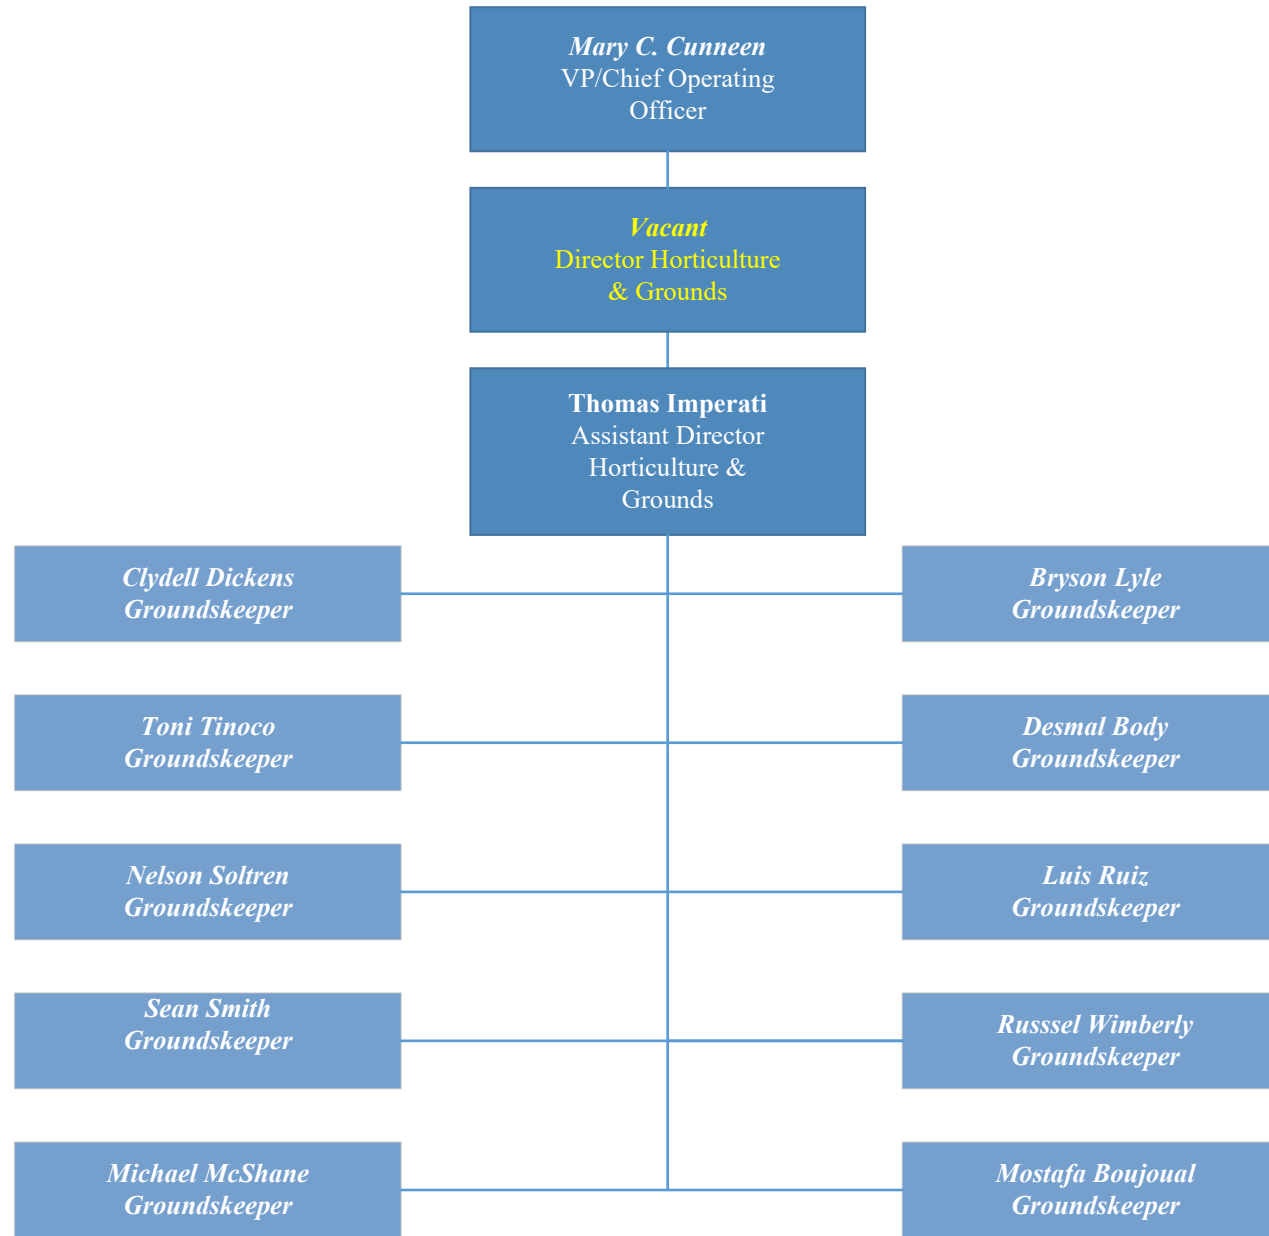 Mary C. Cunneen
VP/Chief Operating
Officer
Vacant
Director Horticulture
& Grounds
Thomas Imperati
Assistant Director
Horticulture &
Grounds
Clydell Dickens
Groundskeeper
Bryson Lyle
Groundskeeper
Toni Tinoco
Groundskeeper
Desmal Body
Groundskeeper
Nelson Soltren
Groundskeeper
Luis Ruiz
Groundskeeper
Sean Smith
Groundskeeper
Russsel Wimberly
Groundskeeper
Michael McShane
Groundskeeper
Mostafa Boujoual
Groundskeeper